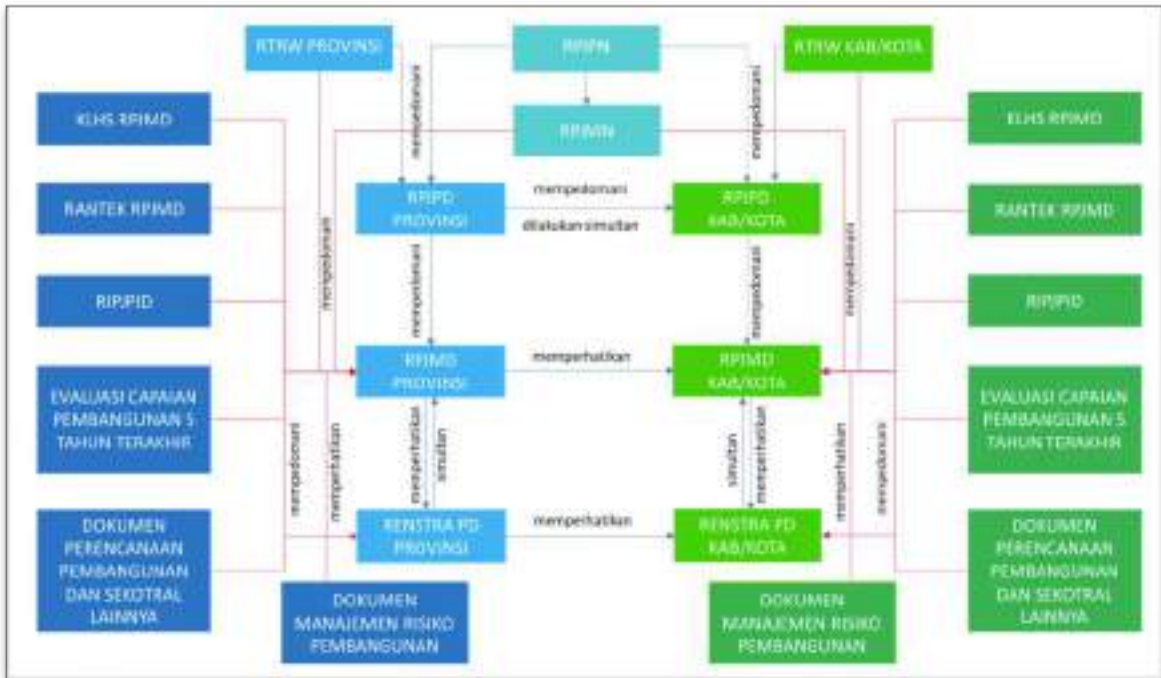 RTRW PROVINSI
RPJPN
RTRW KAB/KOTA
KLHS RPJMD
RPJMN
KLHS RPJMD
mempedomani
mempedomani
RANTEK RPJMD
RPJPD
PROVINSI
mempedomani
dilakukan simultan
RPJPD
KAB/KOTA
RANTEK RPJMD
mempedomani
mempedomani
mempedomani
mempedomani
RIPJPID
RIPJPID
RPJMD
PROVINSI
memperhatikan
RPJMD
KAB/KOTA
EVALUASI CAPAIAN
PEMBANGUNAN 5
TAHUN TERAKHIR
EVALUASI CAPAIAN
PEMBANGUNAN 5
TAHUN TERAKHIR
mempedomani
memperhatikan
memperhatikan
simultan
simultan
memperhatikan
memperhatikan
mempedomani
DOKUMEN
PERENCANAAN
PEMBANGUNAN
DAN SEKOTRAL
LAINNYA
RENSTRA PD
PROVINSI
memperhatikan
RENSTRA PD
KAB/KOTA
DOKUMEN
PERENCANAAN
PEMBANGUNAN
DAN SEKOTRAL
LAINNYA
DOKUMEN
MANAJEMEN RISIKO
PEMBANGUNAN
DOKUMEN
MANAJEMEN RISIKO
PEMBANGUNAN